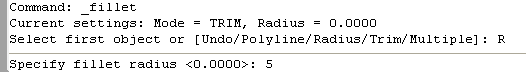 Command: _fillet
Current settings: Mode = TRIM, Radius = 0.0000
Select first object or [Undo/Polyline/Radius/Trim/Multiple]: R
Specify fillet radius <0.0000>: 5